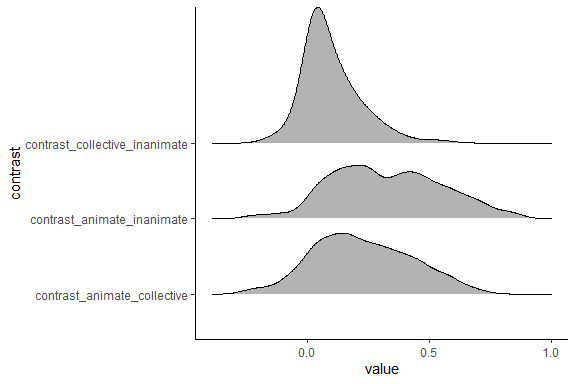 contrast
contrast_collective_inanimate
contrast_animate_inanimate
contrast_animate_collective
0.0
0.5
1.0
value